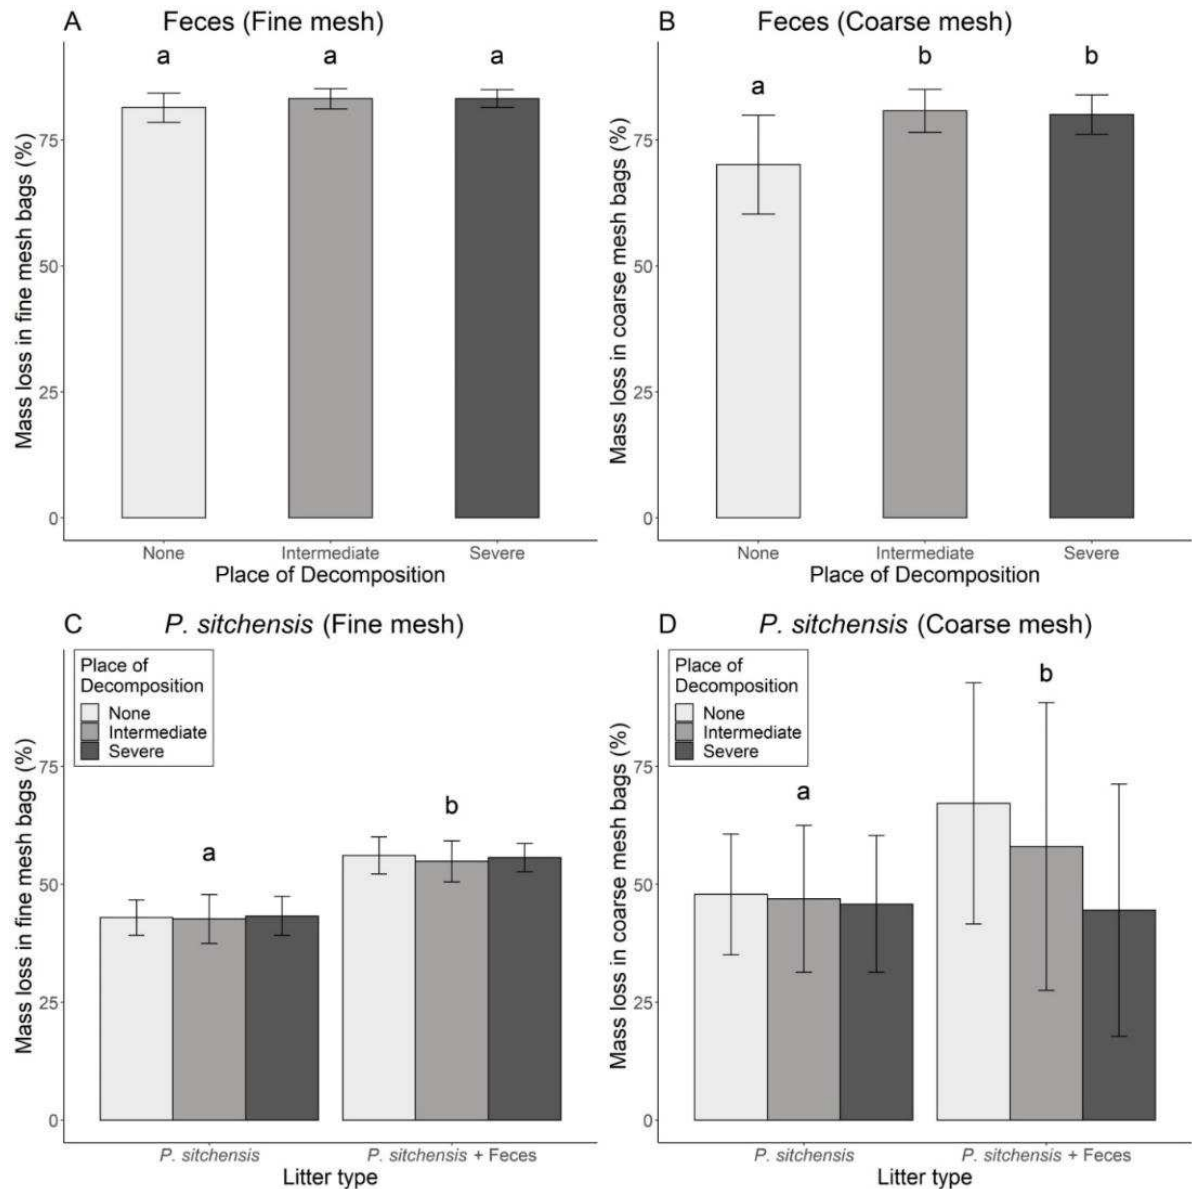 A Feces (Fine mesh)
a a a
Mass loss in fine mesh bags (%)
75
50
25
0
None Intermediate Severe
Place of Decomposition
B Feces (Coarse mesh)
a b b
Mass loss in coarse mesh bags (%)
75
50
25
0
None Intermediate Severe
Place of Decomposition
C P. sitchensis (Fine mesh)
Place of
Decomposition
None
Intermediate
Severe
a b
Mass loss in fine mesh bags (%)
75
50
25
0
P. sitchensis P. sitchensis + Feces
Litter type
D P. sitchensis (Coarse mesh)
Place of
Decomposition
None
Intermediate
Severe
a b
Mass loss in coarse mesh bags (%)
75
50
25
0
P. sitchensis P. sitchensis + Feces
Litter type